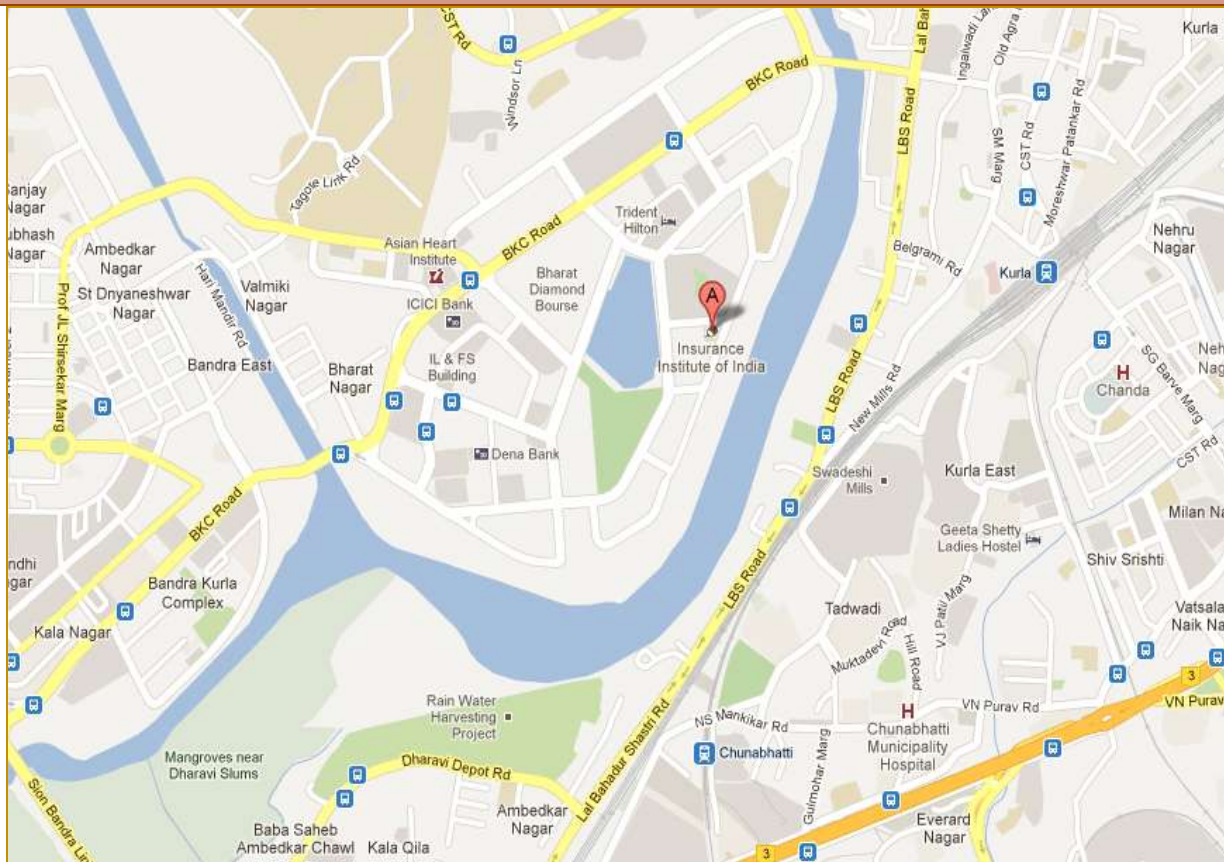 CST Rd
Windsor Ln
BKC Road
Lal Bah
Ingalwadi Lan
Old Agra
Kurla
LBS Road
SM Marg
CST Rd
Moreshwar Patankar Rd
Tagore Link Rd
Sanjay
Nagar
Nagar
Ambedkar
Nagar
St Dnyaneshwar
Nagar
Hari Mandir Rd
Valmiki
Nagar
Prof JL Shirsekar Marg
Asian Heart
Institute
ICICI Bank
BKC Road
Trident
Hilton
Bharat
Diamond
Bourse
A
Insurance
Institute of India
Belgrami Rd
Kurla
Nehru
Nagar
Bandra East
Bharat
Nagar
IL & FS
Building
LBS Road
New Mills Rd
H
Chanda
SG Barve Marg
Neh
Nag
CST Rd
Dena Bank
Swadeshi
Mills
Kurla East
Milan Na
BKC Road
Geeta Shetty
Ladies Hostel
Shiv Srishti
ndhi
gar
Bandra Kurla
Complex
LBS Road
Tadwadi
VJ Patil Marg
Vatsala
Naik Na
Kala Nagar
Muktadevi Road
Hill Road
3
Rain Water
Harvesting
Project
NS Mankikar Rd
H
VN Purav Rd
VN Purav
Chunabhatti
Municipality
Hospital
Chunabhatti
Mangroves near
Dharavi Slums
Dharavi Depot Rd
Lal Bahadur Shastri Rd
Gulmohar Marg
Sion Bandra Lin
Ambedkar
Nagar
Everard
Nagar
Baba Saheb
Ambedkar Chawl
Kala Qila
3